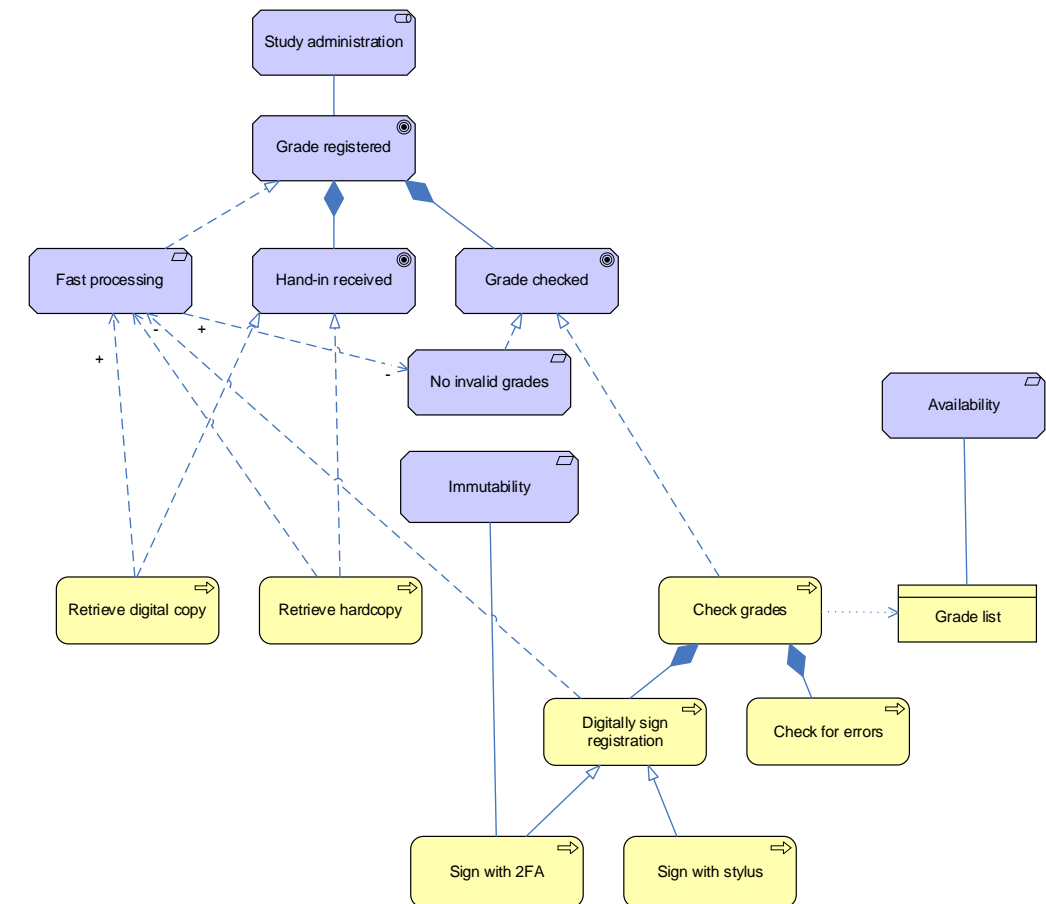 Study administration
Grade registered
Fast processing
Hand-in received
Grade checked
-
+
+
-
No invalid grades
Availability
Immutability
Retrieve digital copy
Retrieve hardcopy
Check grades
Grade list
Digitally sign
registration
Check for errors
Sign with 2FA
Sign with stylus